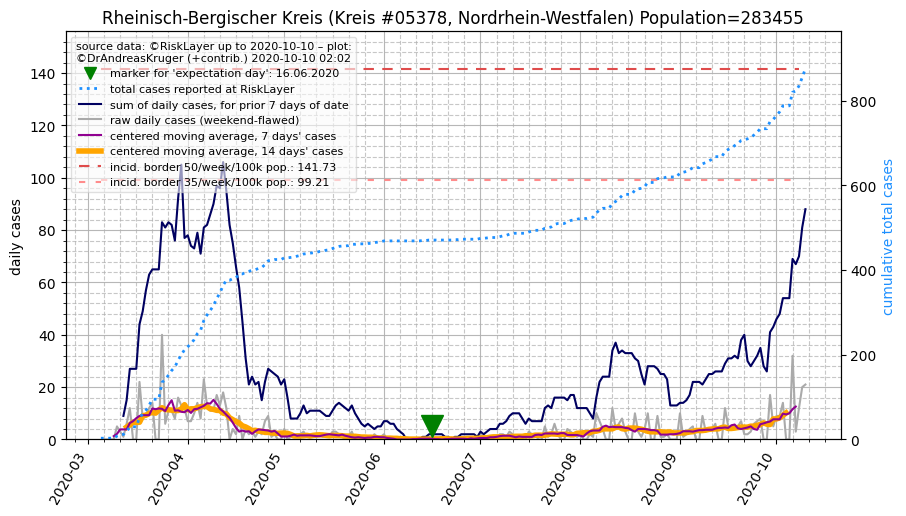 Rheinisch-Bergischer Kreis (Kreis #05378, Nordrhein-Westfalen) Population=283455
source data: ©RiskLayer up to 2020-10-10 – plot:
©DrAndreasKruger (+contrib.) 2020-10-10 02:02
marker for 'expectation day': 16.06.2020
total cases reported at RiskLayer
sum of daily cases, for prior 7 days of date
raw daily cases (weekend-flawed)
centered moving average, 7 days' cases
centered moving average, 14 days' cases
incid. border 50/week/100k pop.: 141.73
incid. border 35/week/100k pop.: 99.21
daily cases
140
120
100
80
60
40
20
0
cumulative total cases
800
600
400
200
0
2020-03
2020-04
2020-05
2020-06
2020-07
2020-08
2020-09
2020-10